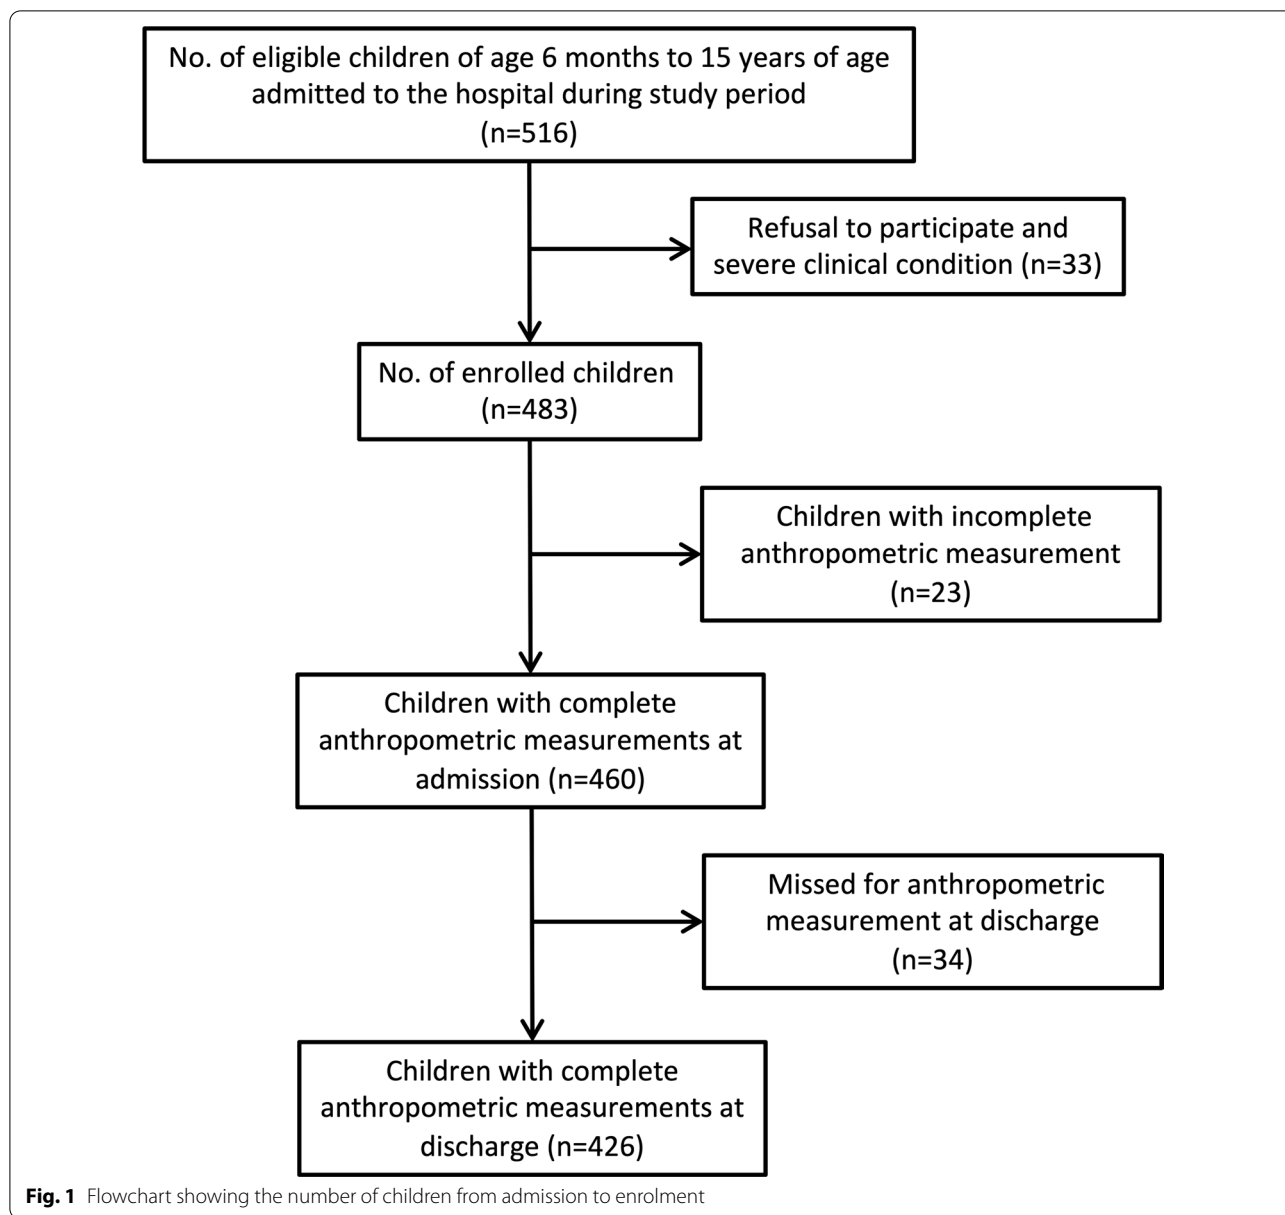 No. of eligible children of age 6 months to 15 years of age
admitted to the hospital during study period
(n=516)
Refusal to participate and
severe clinical condition (n=33)
No. of enrolled children
(n=483)
Children with incomplete
anthropometric measurement
(n=23)
Children with complete
anthropometric measurements at
admission (n=460)
Missed for anthropometric
measurement at discharge
(n=34)
Children with complete
anthropometric measurements at
discharge (n=426)
Fig. 1 Flowchart showing the number of children from admission to enrolment